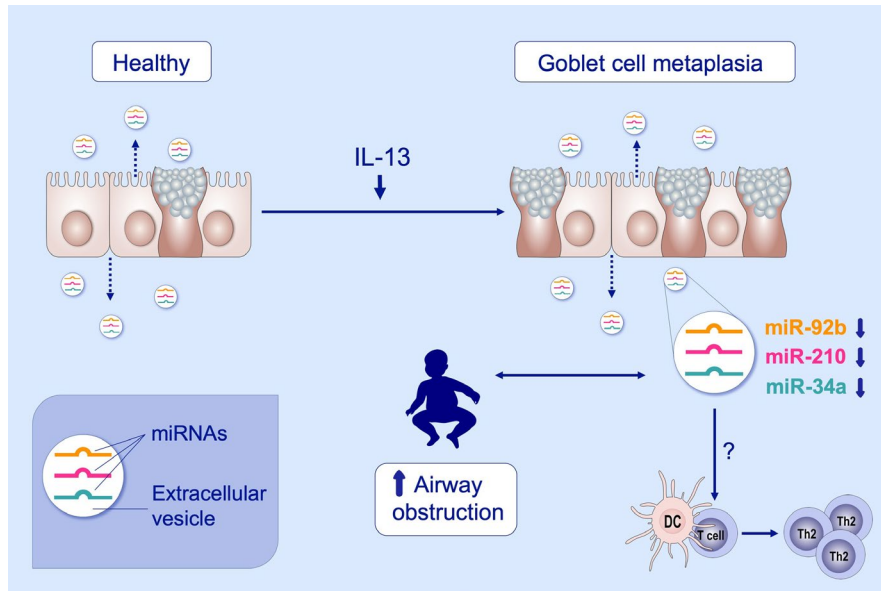 Healthy
Goblet cell metaplasia
IL-13
miR-92b
miR-210
miR-34a
miRNAs
Extracellular
vesicle
Airway
obstruction
?
DC
T cell
Th2
Th2
Th2